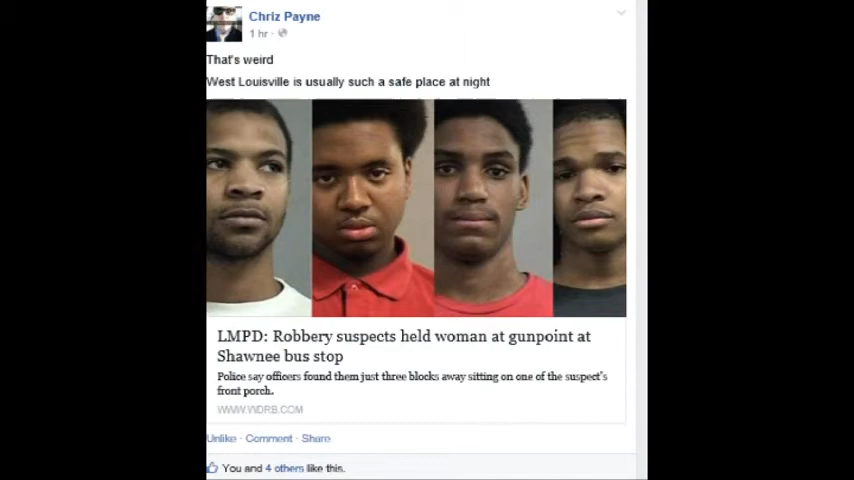 Chriz Payne
1 hr ·
That's weird
West Louisville is usually such a safe place at night
LMPD: Robbery suspects held woman at gunpoint at
Shawnee bus stop
Police say officers found them just three blocks away sitting on one of the suspect's
front porch.
WWW.WDRB.COM
Unlike · Comment · Share
You and 4 others like this.